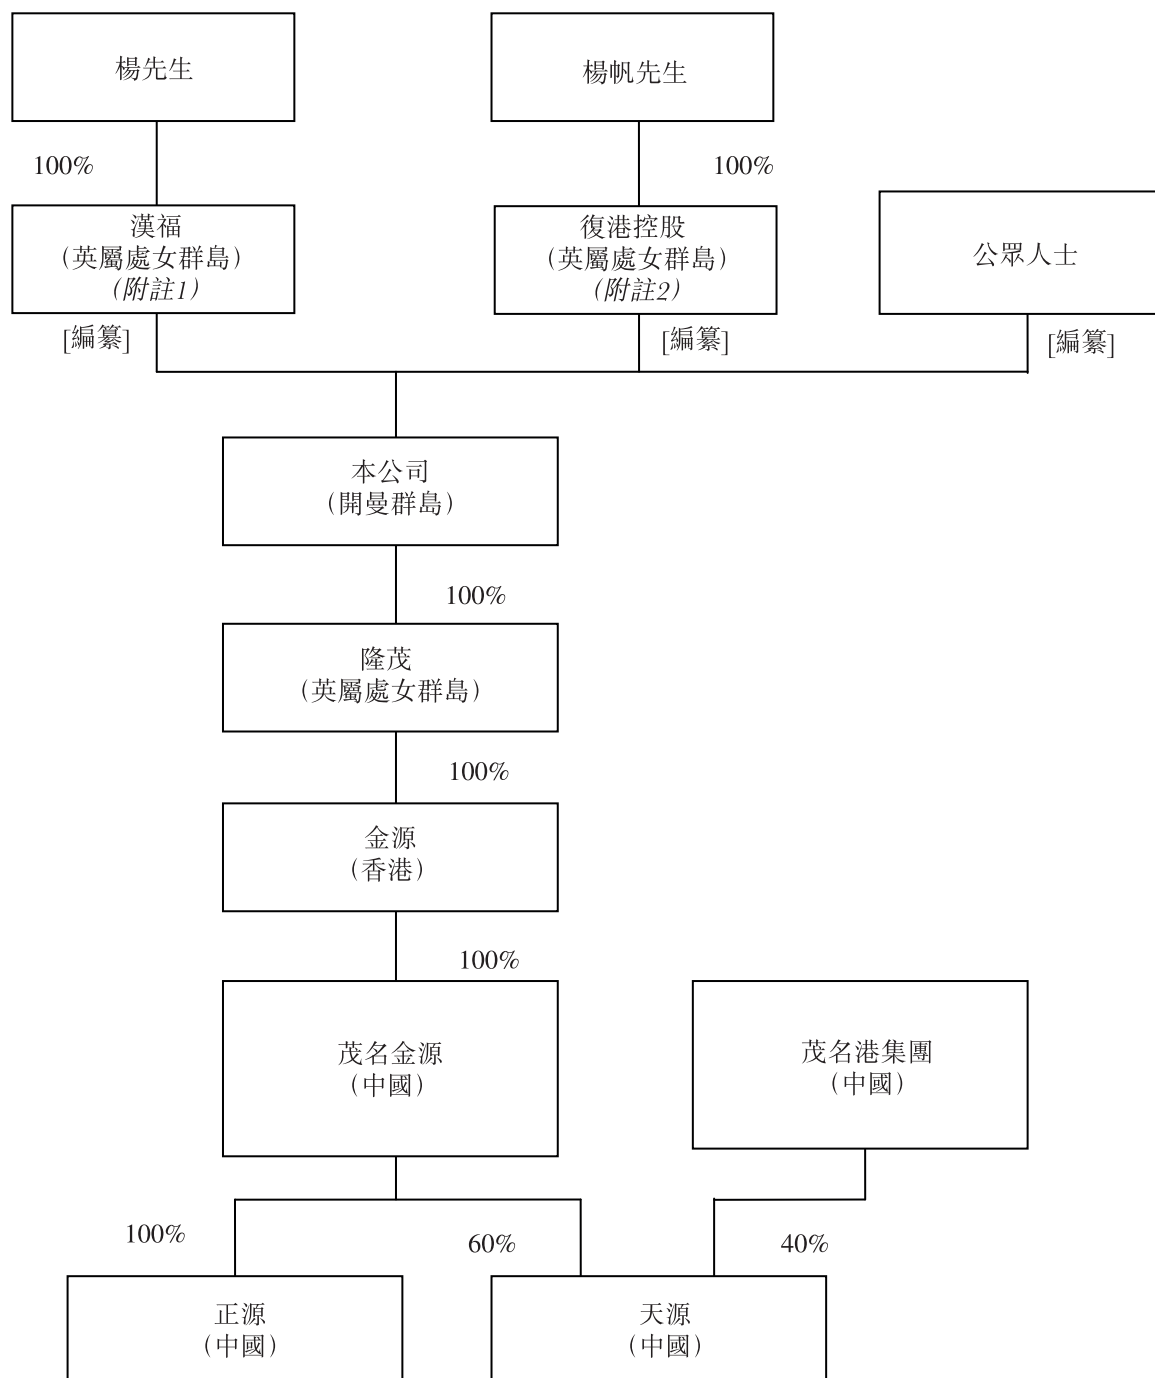 楊先生
楊帆先生
100%
100%
漢福
（英屬處女群島）
（附註1）
復港控股
（英屬處女群島）
（附註2）
公眾人士
[編纂]
[編纂]
[編纂]
本公司
（開曼群島）
100%
隆茂
（英屬處女群島）
100%
金源
（香港）
100%
茂名金源
（中國）
茂名港集團
（中國）
100%
60%
40%
正源
（中國）
天源
（中國）